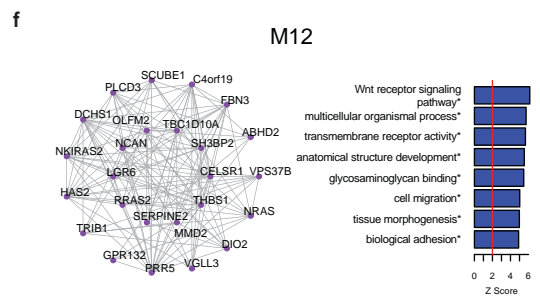 f
M12
SCUBE1
C4orf19
PLCD3
FBN3
DCHS1
OLFM2
TBC1D10A
ABHD2
NKIRAS2
NCAN
SH3BP2
LGR6
CELSR1
VPS37B
HAS2
RRAS2
THBS1
NRAS
SERPINE2
TRIB1
MMD2
DIO2
GPR132
PRR5
VGLL3
Wnt receptor signaling
pathway*
multicellular organismal process*
transmembrane receptor activity*
anatomical structure development*
glycosaminoglycan binding*
cell migration*
tissue morphogenesis*
biological adhesion*
0 2 4 6
Z Score